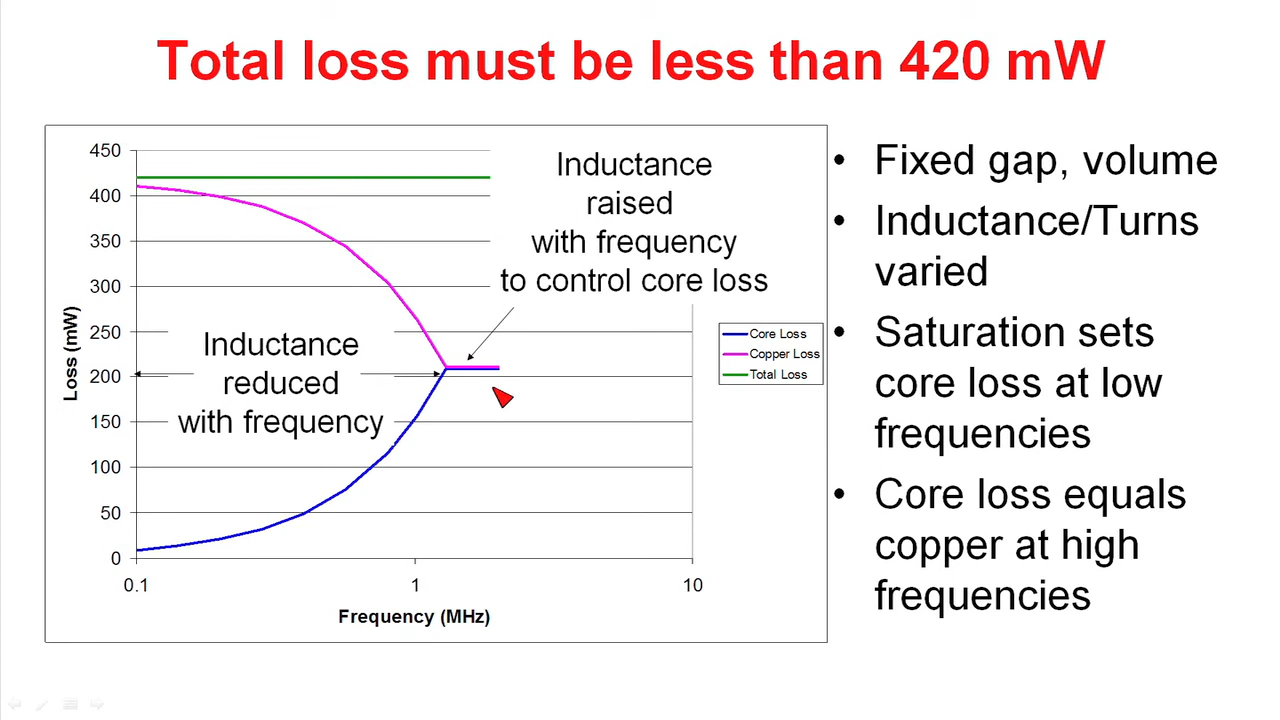 Total loss must be less than 420 mW
Inductance
raised
with frequency
to control core loss
Inductance
reduced
with frequency
450
400
350
300
250
200
150
100
50
0
0.1
1
10
Loss (mW)
Frequency (MHz)
Core Loss
Copper Loss
Total Loss
• Fixed gap, volume
• Inductance/Turns
varied
• Saturation sets
core loss at low
frequencies
• Core loss equals
copper at high
frequencies